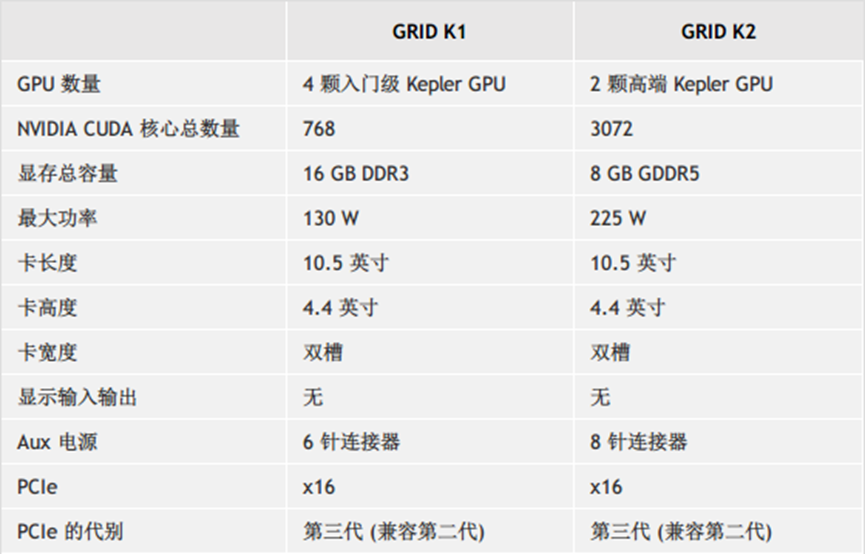 GRID K1 GRID K2
GPU 数量 4 颗入门级 Kepler GPU 2 颗高端 Kepler GPU
NVIDIA CUDA 核心总数量 768 3072
显存总容量 16 GB DDR3 8 GB GDDR5
最大功率 130 W 225 W
卡长度 10.5 英寸 10.5 英寸
卡高度 4.4 英寸 4.4 英寸
卡宽度 双槽 双槽
显示输入输出 无 无
Aux 电源 6 针连接器 8 针连接器
PCIe x16 x16
PCIe 的代别 第三代 (兼容第二代) 第三代 (兼容第二代)